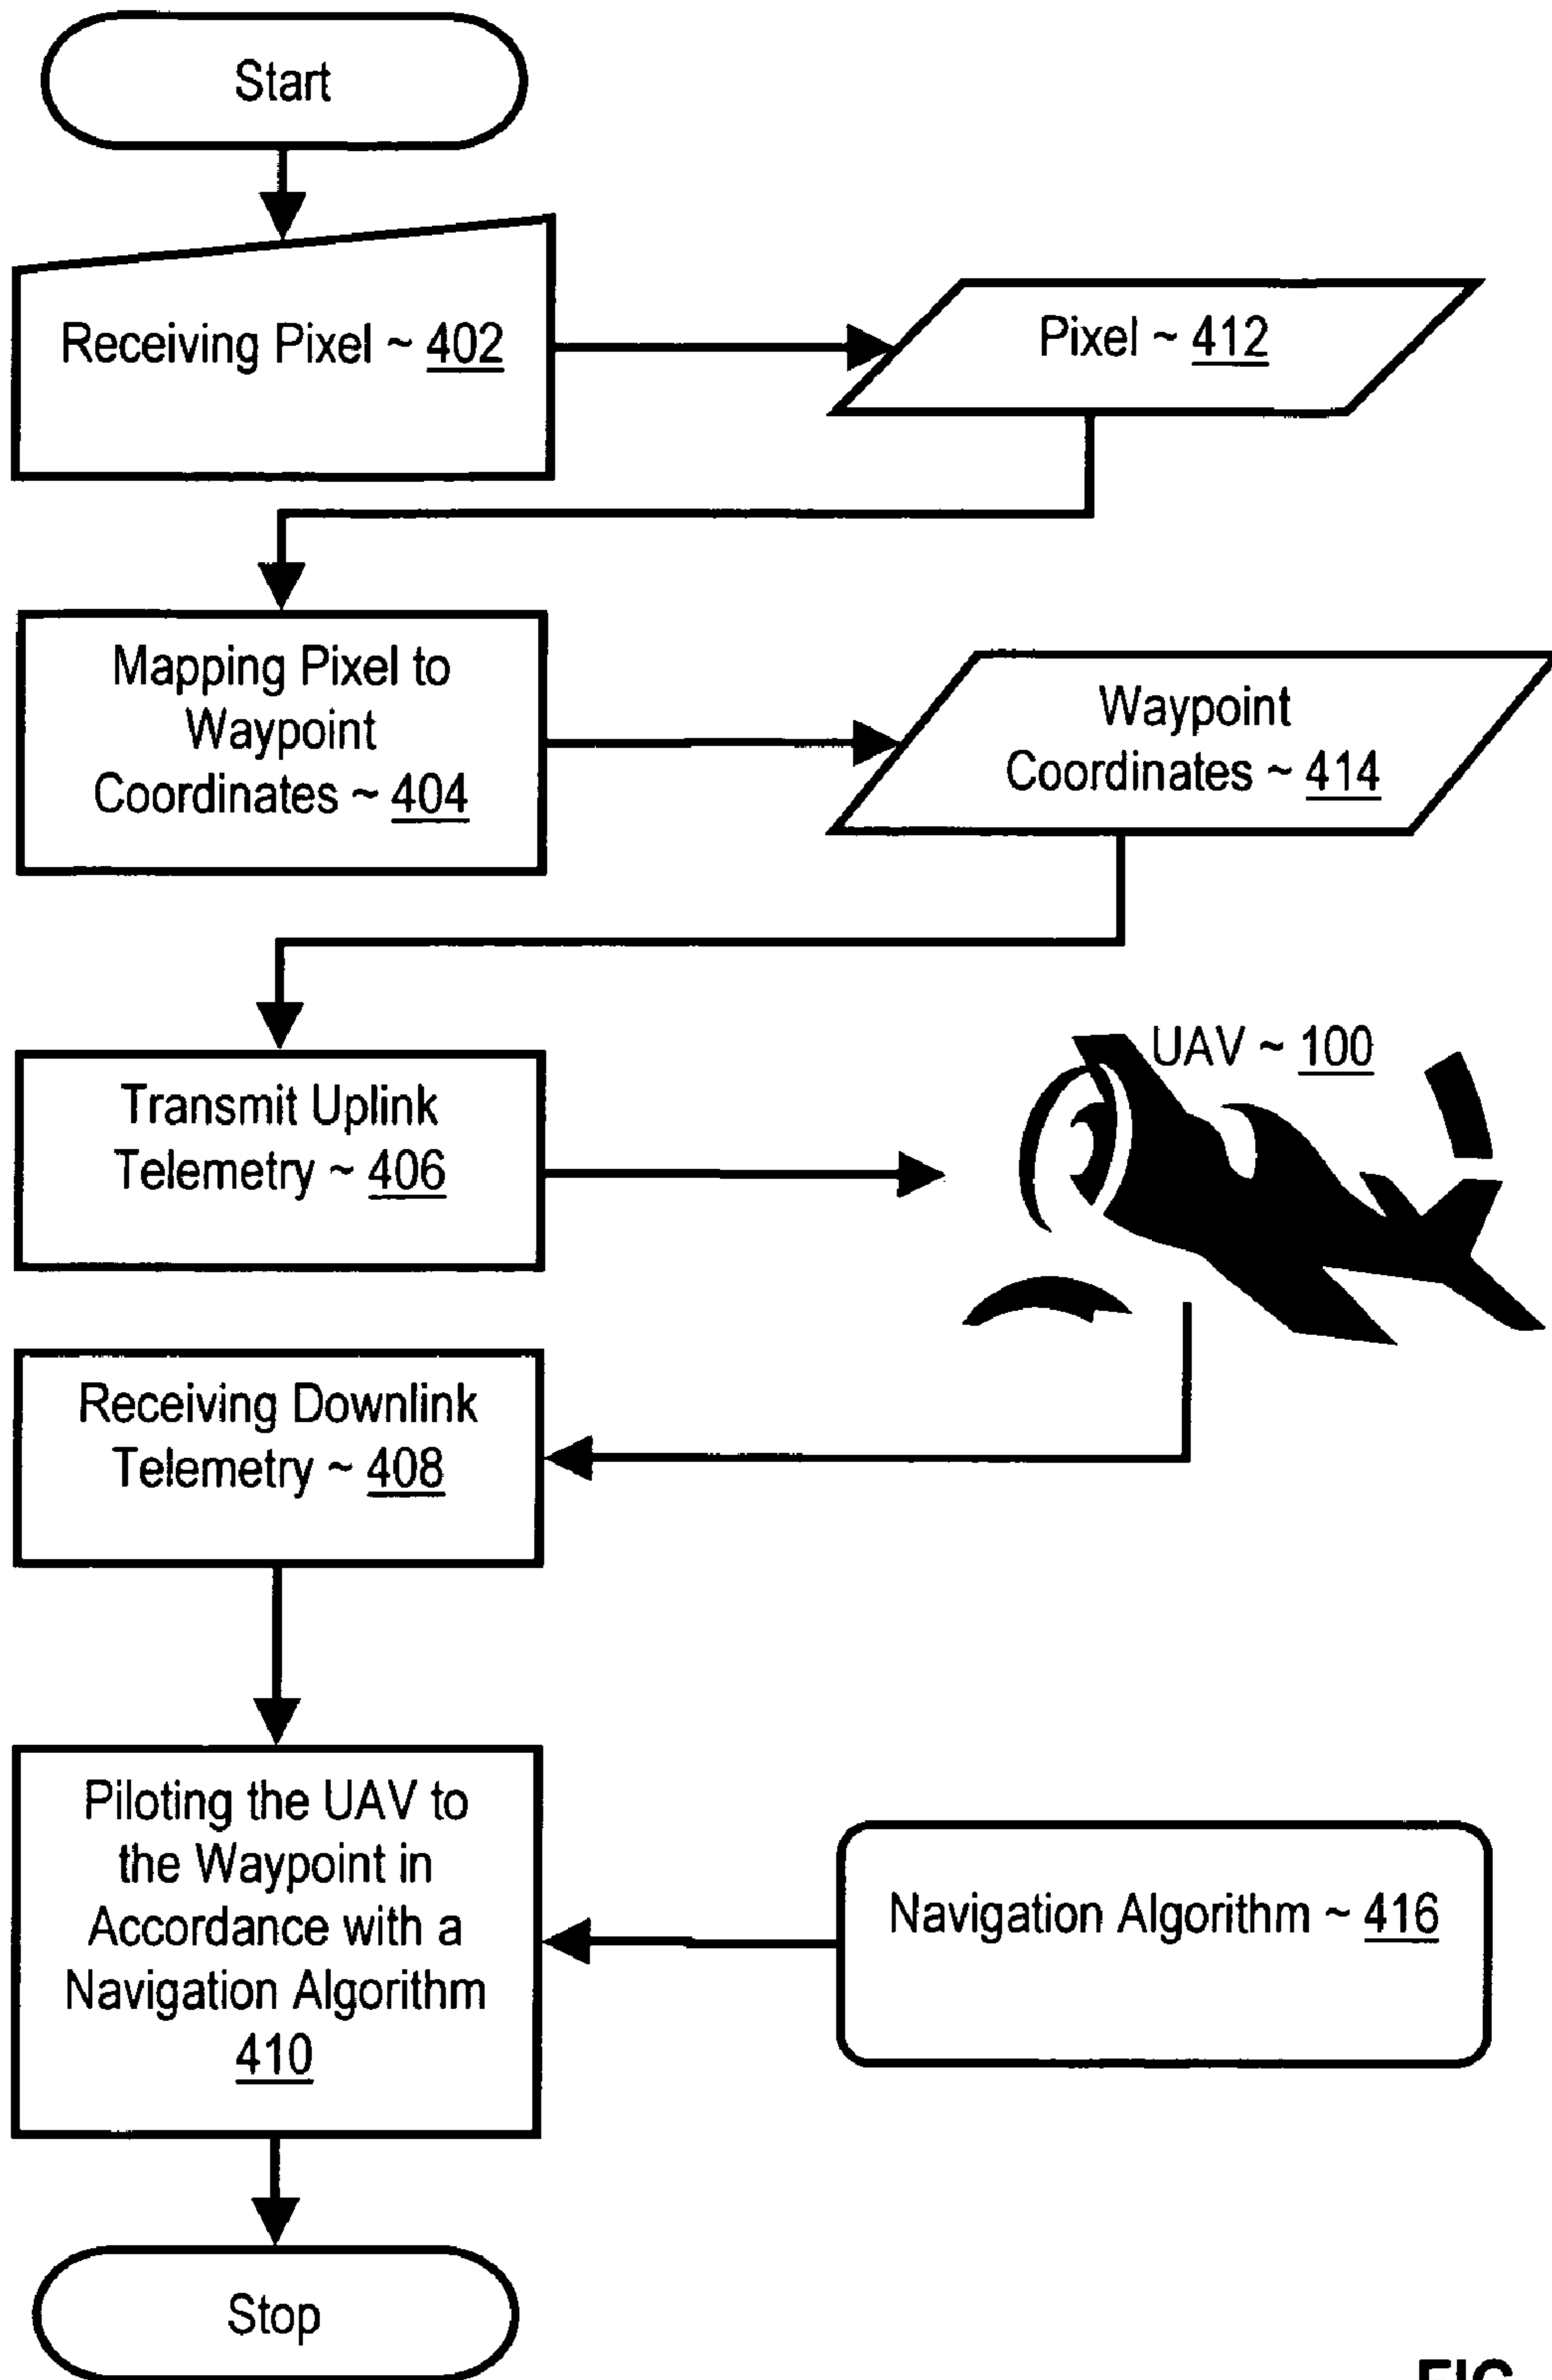 Start
Receiving Pixel ~ 402
Pixel ~ 412
Mapping Pixel to
Waypoint
Coordinates ~ 404
Waypoint
Coordinates ~ 414
UAV ~ 100
Transmit Uplink
Telemetry ~ 406
Receiving Downlink
Telemetry ~ 408
Piloting the UAV to
the Waypoint in
Accordance with a
Navigation Algorithm
410
Navigation Algorithm ~ 416
Stop